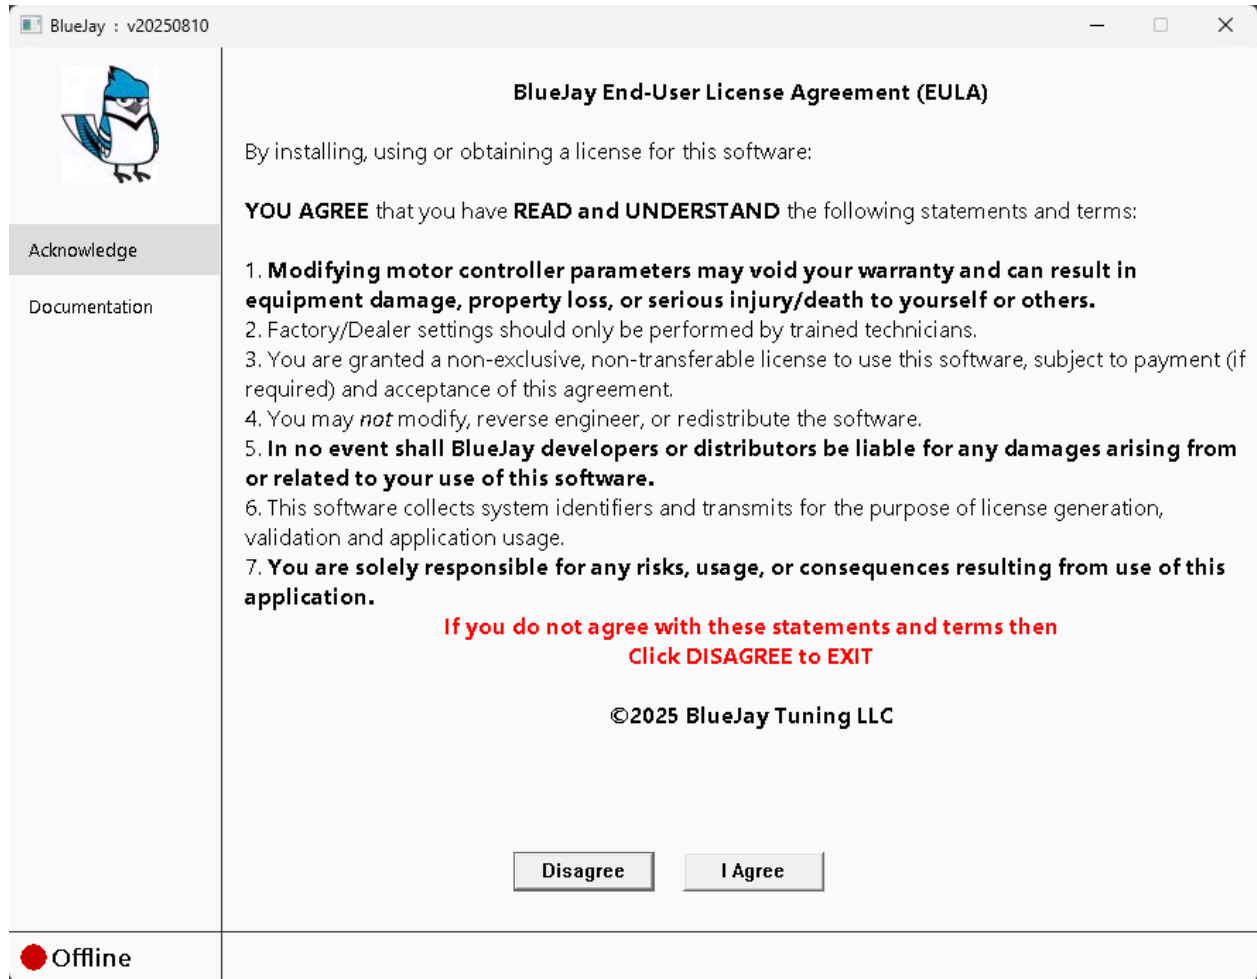 BlueJay : v20250810
BlueJay End-User License Agreement (EULA)
By installing, using or obtaining a license for this software:
YOU AGREE that you have READ and UNDERSTAND the following statements and terms:
Acknowledge
Documentation
1. Modifying motor controller parameters may void your warranty and can result in
equipment damage, property loss, or serious injury/death to yourself or others.
2. Factory/Dealer settings should only be performed by trained technicians.
3. You are granted a non-exclusive, non-transferable license to use this software, subject to payment (if
required) and acceptance of this agreement.
4. You may not modify, reverse engineer, or redistribute the software.
5. In no event shall BlueJay developers or distributors be liable for any damages arising from
or related to your use of this software.
6. This software collects system identifiers and transmits for the purpose of license generation,
validation and application usage.
7. You are solely responsible for any risks, usage, or consequences resulting from use of this
application.
If you do not agree with these statements and terms then
Click DISAGREE to EXIT
©2025 BlueJay Tuning LLC
Disagree
I Agree
Offline